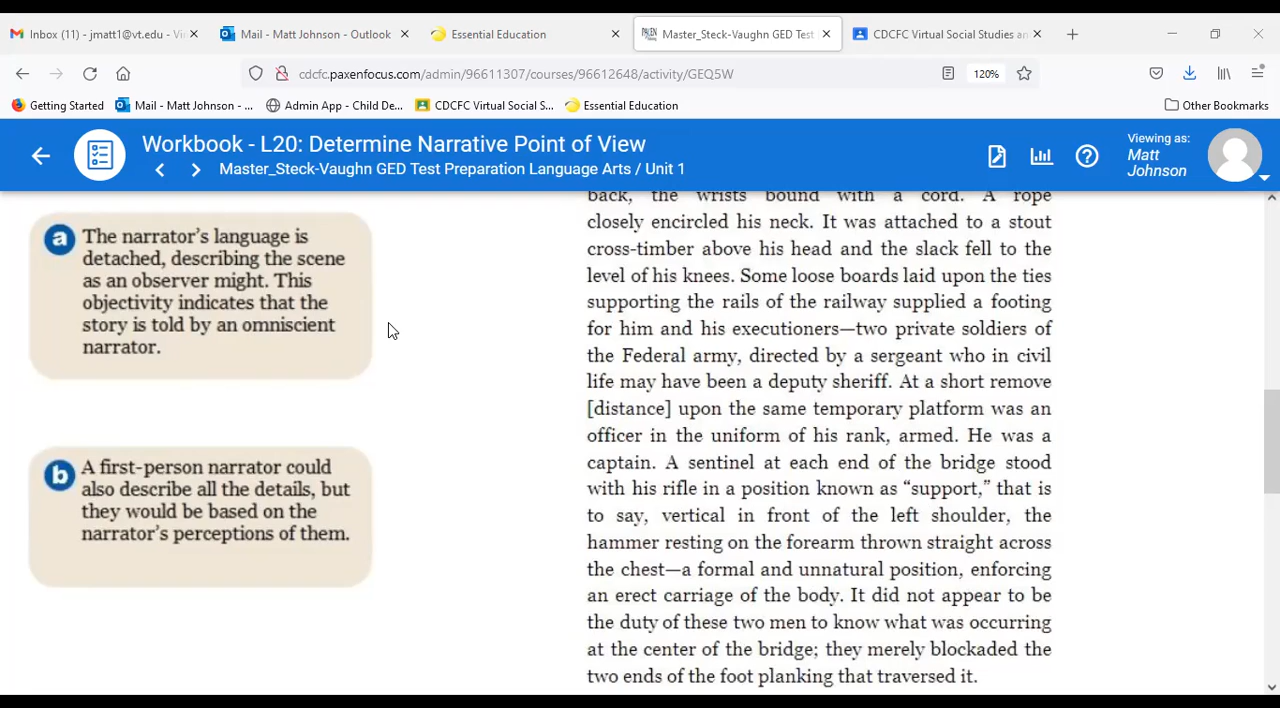 Inbox (11) - jmatt1@vt.edu - Vi
Mail - Matt Johnson - Outlook
Essential Education
Master_Steck-Vaughn GED Test
CDCFC Virtual Social Studies an
cdcfc.paxenfocus.com/admin/96611307/courses/96612648/activity/GEQ5W
120%
Getting Started
Mail - Matt Johnson - ...
Admin App - Child De...
CDCFC Virtual Social S...
Essential Education
Other Bookmarks
Workbook - L20: Determine Narrative Point of View
Master_Steck-Vaughn GED Test Preparation Language Arts / Unit 1
Viewing as:
Matt
Johnson
a
The narrator's language is
detached, describing the scene
as an observer might. This
objectivity indicates that the
story is told by an omniscient
narrator.
b
A first-person narrator could
also describe all the details, but
they would be based on the
narrator's perceptions of them.
back, the wrists bound with a cord. A rope
closely encircled his neck. It was attached to a stout
cross-timber above his head and the slack fell to the
level of his knees. Some loose boards laid upon the ties
supporting the rails of the railway supplied a footing
for him and his executioners—two private soldiers of
the Federal army, directed by a sergeant who in civil
life may have been a deputy sheriff. At a short remove
[distance] upon the same temporary platform was an
officer in the uniform of his rank, armed. He was a
captain. A sentinel at each end of the bridge stood
with his rifle in a position known as “support,” that is
to say, vertical in front of the left shoulder, the
hammer resting on the forearm thrown straight across
the chest—a formal and unnatural position, enforcing
an erect carriage of the body. It did not appear to be
the duty of these two men to know what was occurring
at the center of the bridge; they merely blockaded the
two ends of the foot planking that traversed it.